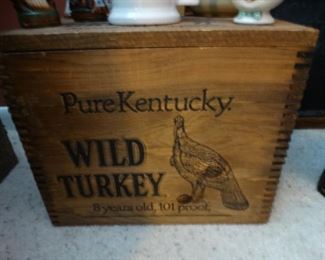 Pure Kentucky.
WILD
TURKEY
8 years old, 101 proof.